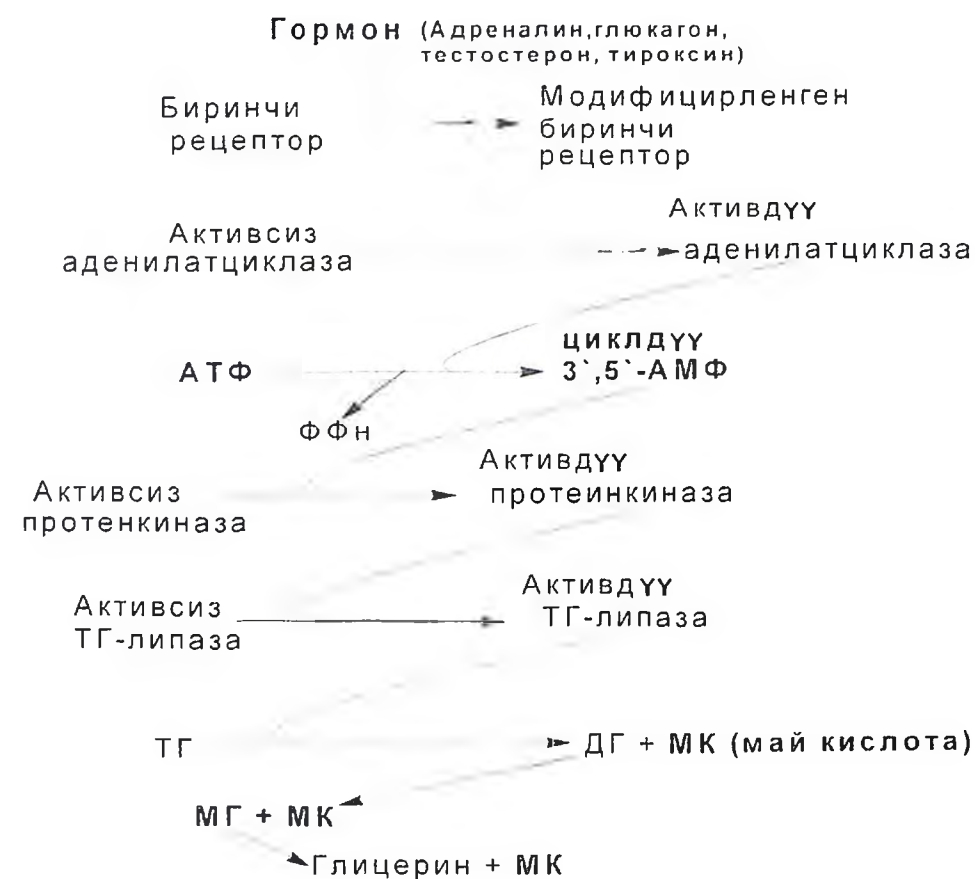 Гормон (Адреналин,глюкагон,
тестостерон, тироксин)
Биринчи
рецептор
Модифицирленген
биринчи
рецептор
Активсиз
аденилатциклаза
Активдүү
аденилатциклаза
АТФ
циклдүү
3`,5`-АМФ
ФФн
Активсиз
протенкиназа
Активдүү
протеинкиназа
Активсиз
ТГ-липаза
Активдүү
ТГ-липаза
ТГ
ДГ + МК (май кислота)
МГ + МК
Глицерин + МК